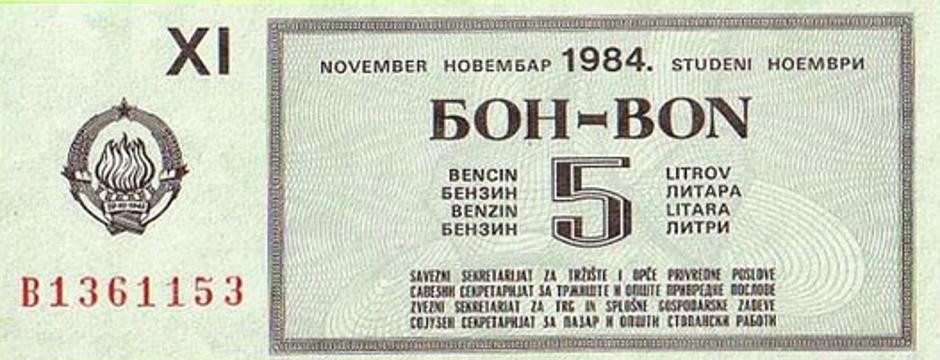 XI
NOVEMBER НОВЕМБАР 1984. STUDENI НОЕМВРИ
БОН-BON
BENCIN 5 LITROV
БЕНЗИН ЛИТАРА
BENZIN LITARA
БЕНЗИН ЛИТРИ
B1361153
SAVEZNI SEKRETARIJAT ZA TRŽIŠTE I OPĆE PRIVREDNE POSLOVE
САВЕЗНИ СЕКРЕТАРИЈАТ ЗА ТРЖИШТЕ И ОПШТЕ ПРИВРЕДНЕ ПОСЛОВЕ
ZVEZNI SEKRETARIAT ZA TRG IN SPLOŠNE GOSPODARSKE ZADEVE
СОЈУЗЕН СЕКРЕТАРИЈАТ ЗА ПАЗАР И ОПШТИ СТОПАНСКИ РАБОТИ